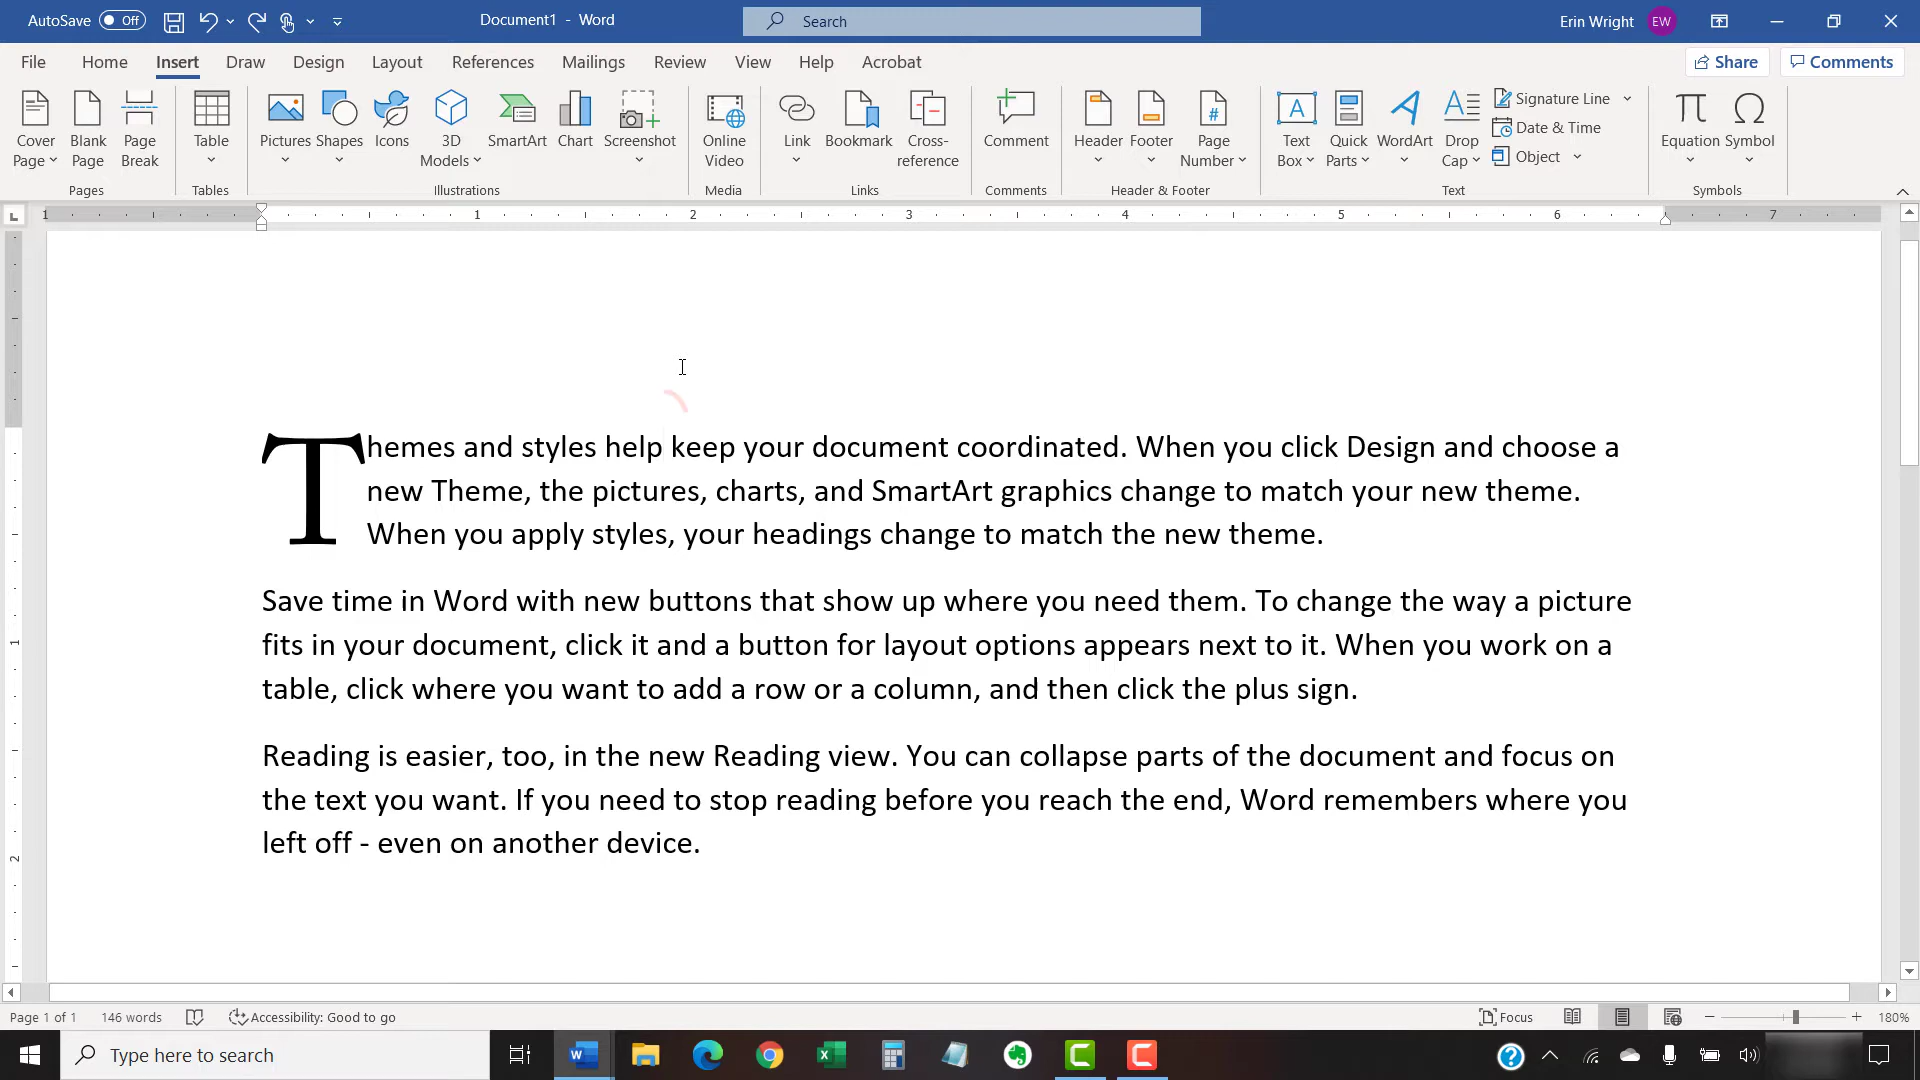 AutoSave Off Document1 - Word Search Erin Wright EW
File Home Insert Draw Design Layout References Mailings Review View Help Acrobat Share Comments
Cover Page Blank Page Page Break Table Pictures Shapes Icons 3D Models SmartArt Chart Screenshot Online Video Link Bookmark Cross-reference Comment Header Footer Page Number Text Box Quick Parts WordArt Drop Cap Signature Line Date & Time Object Equation Symbol
Pages Tables Illustrations Media Links Comments Header & Footer Text Symbols
1 1 2 3 4 5 6 7
Themes and styles help keep your document coordinated. When you click Design and choose a
new Theme, the pictures, charts, and SmartArt graphics change to match your new theme.
When you apply styles, your headings change to match the new theme.
Save time in Word with new buttons that show up where you need them. To change the way a picture
fits in your document, click it and a button for layout options appears next to it. When you work on a
table, click where you want to add a row or a column, and then click the plus sign.
Reading is easier, too, in the new Reading view. You can collapse parts of the document and focus on
the text you want. If you need to stop reading before you reach the end, Word remembers where you
left off - even on another device.
1
2
Page 1 of 1 146 words Accessibility: Good to go Focus 180%
Type here to search